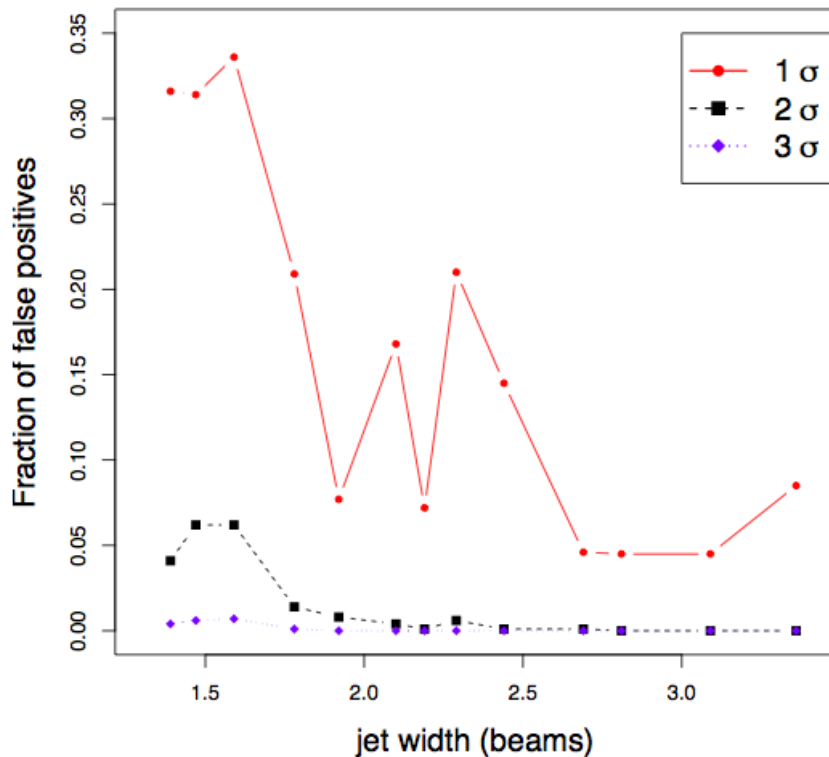 Fraction of false positives
0.35
0.30
0.25
0.20
0.15
0.10
0.05
0.00
1 σ
2 σ
3 σ
1.5 2.0 2.5 3.0
jet width (beams)